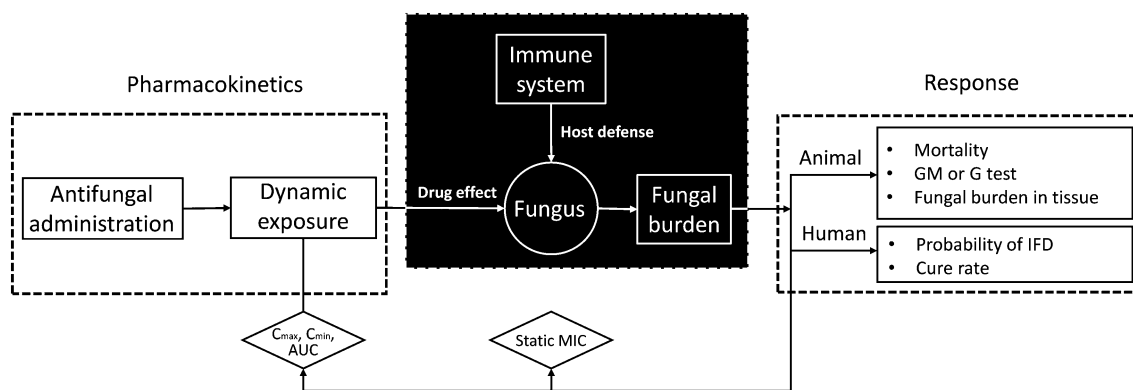 Pharmacokinetics
Antifungal
administration
Dynamic
exposure
Immune
system
Host defense
Drug effect
Fungus
Fungal
burden
Response
Animal
• Mortality
• GM or G test
• Fungal burden in tissue
Human
• Probability of IFD
• Cure rate
Cmax, Cmin,
AUC
Static MIC